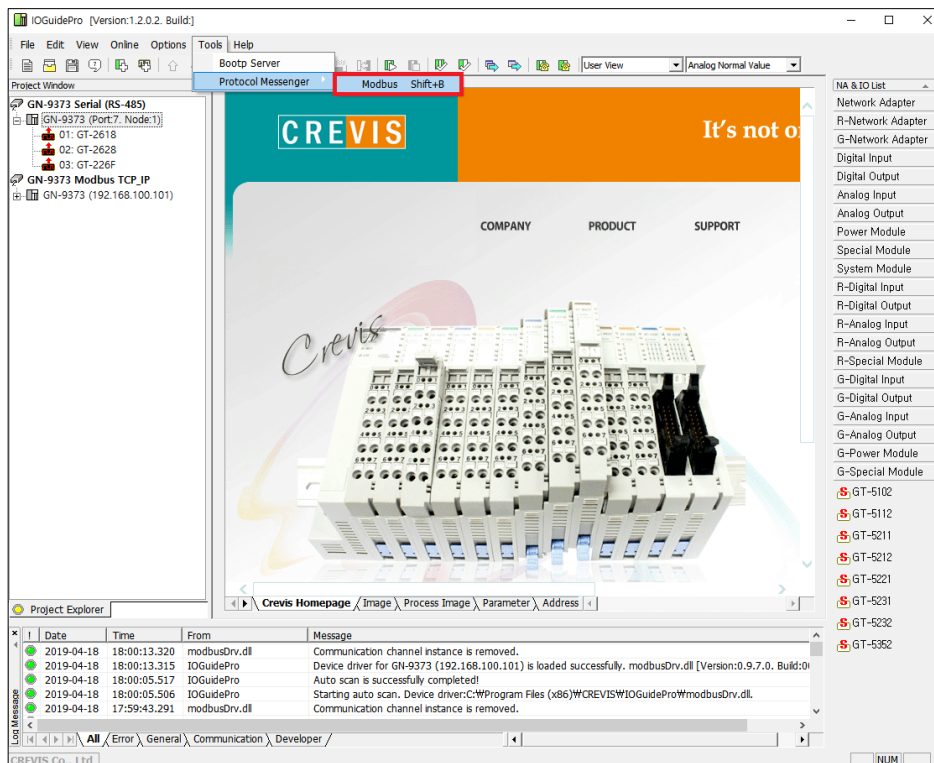 IOGuidePro [Version:1.2.0.2. Build:]
File Edit View Online Options Tools Help
Bootp Server
Protocol Messenger
Modbus Shift+B
User View
Analog Normal Value
Project Window
GN-9373 Serial (RS-485)
GN-9373 (Port:7. Node:1)
01: GT-2618
02: GT-2628
03: GT-226F
GN-9373 Modbus TCP_IP
GN-9373 (192.168.100.101)
Project Explorer
CREVIS
It's not o
COMPANY PRODUCT SUPPORT
Crevis
Crevis Homepage Image Process Image Parameter Address
NA & IO List
Network Adapter
R-Network Adapter
G-Network Adapter
Digital Input
Digital Output
Analog Input
Analog Output
Power Module
Special Module
System Module
R-Digital Input
R-Digital Output
R-Analog Input
R-Analog Output
R-Special Module
G-Digital Input
G-Digital Output
G-Analog Input
G-Analog Output
G-Power Module
G-Special Module
GT-5102
GT-5112
GT-5211
GT-5212
GT-5221
GT-5231
GT-5232
GT-5352
! Date Time From Message
2019-04-18 18:00:13.320 modbusDrv.dll Communication channel instance is removed.
2019-04-18 18:00:13.315 IOGuidePro Device driver for GN-9373 (192.168.100.101) is loaded successfully. modbusDrv.dll [Version:0.9.7.0. Build:0
2019-04-18 18:00:05.517 IOGuidePro Auto scan is successfully completed!
2019-04-18 18:00:05.506 IOGuidePro Starting auto scan. Device driver:C:₩Program Files (x86)₩CREVIS₩IOGuidePro₩modbusDrv.dll.
2019-04-18 17:59:43.291 modbusDrv.dll Communication channel instance is removed.
Log Message
All Error General Communication Developer
CREVIS Co., Ltd
NUM